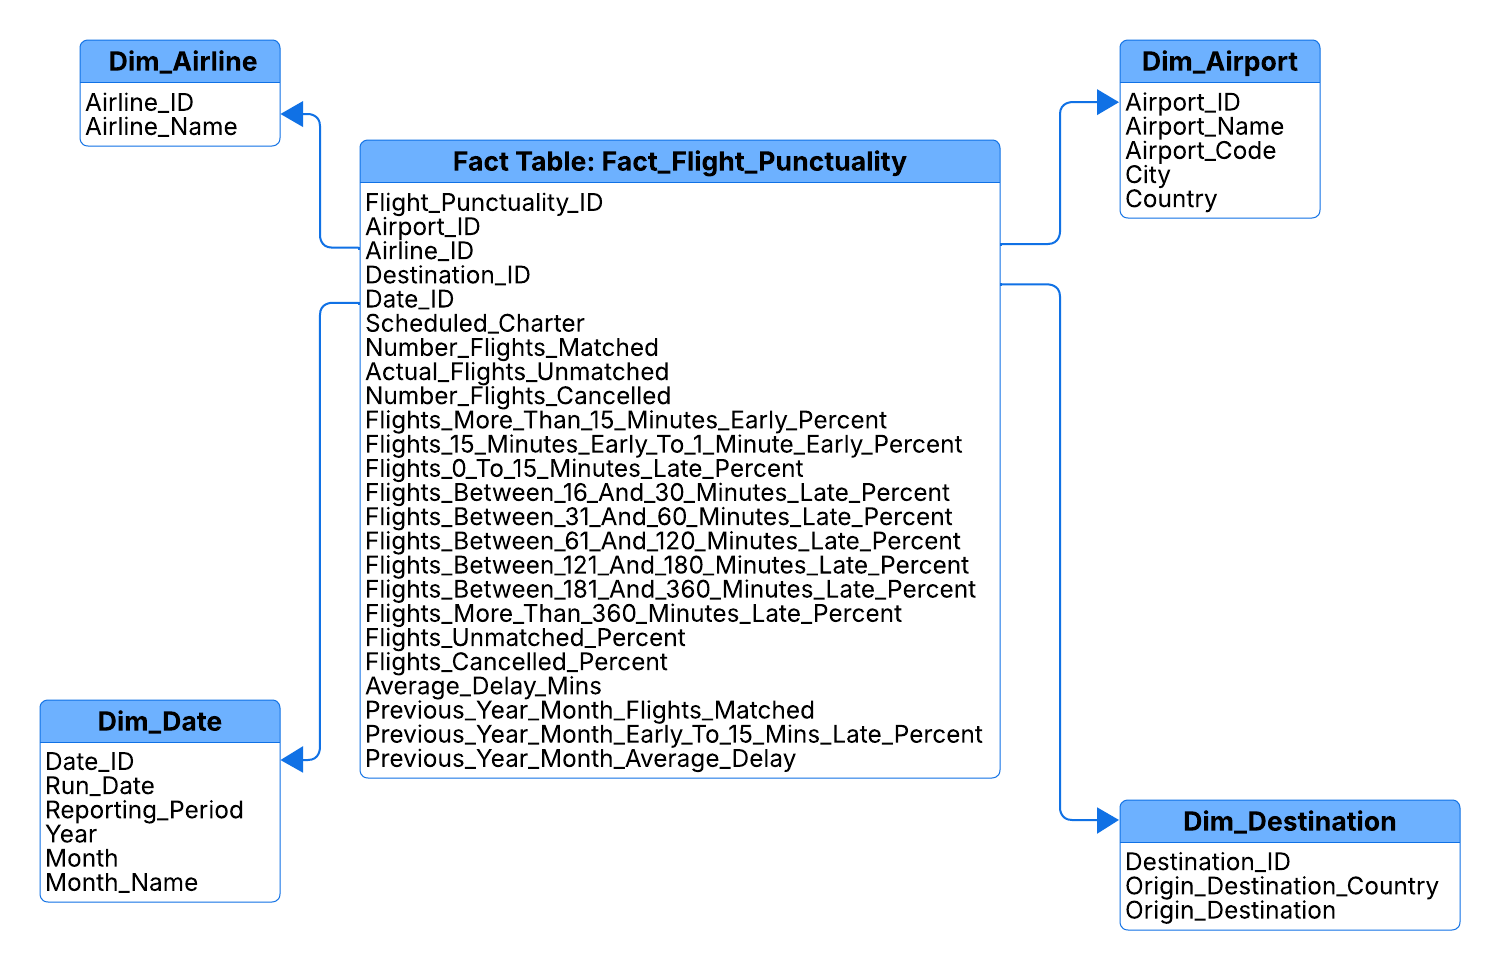 Dim_Airline
Airline_ID
Airline_Name
Dim_Airport
Airport_ID
Airport_Name
Airport_Code
City
Country
Fact Table: Fact_Flight_Punctuality
Flight_Punctuality_ID
Airport_ID
Airline_ID
Destination_ID
Date_ID
Scheduled_Charter
Number_Flights_Matched
Actual_Flights_Unmatched
Number_Flights_Cancelled
Flights_More_Than_15_Minutes_Early_Percent
Flights_15_Minutes_Early_To_1_Minute_Early_Percent
Flights_0_To_15_Minutes_Late_Percent
Flights_Between_16_And_30_Minutes_Late_Percent
Flights_Between_31_And_60_Minutes_Late_Percent
Flights_Between_61_And_120_Minutes_Late_Percent
Flights_Between_121_And_180_Minutes_Late_Percent
Flights_Between_181_And_360_Minutes_Late_Percent
Flights_More_Than_360_Minutes_Late_Percent
Flights_Unmatched_Percent
Flights_Cancelled_Percent
Average_Delay_Mins
Previous_Year_Month_Flights_Matched
Previous_Year_Month_Early_To_15_Mins_Late_Percent
Previous_Year_Month_Average_Delay
Dim_Date
Date_ID
Run_Date
Reporting_Period
Year
Month
Month_Name
Dim_Destination
Destination_ID
Origin_Destination_Country
Origin_Destination